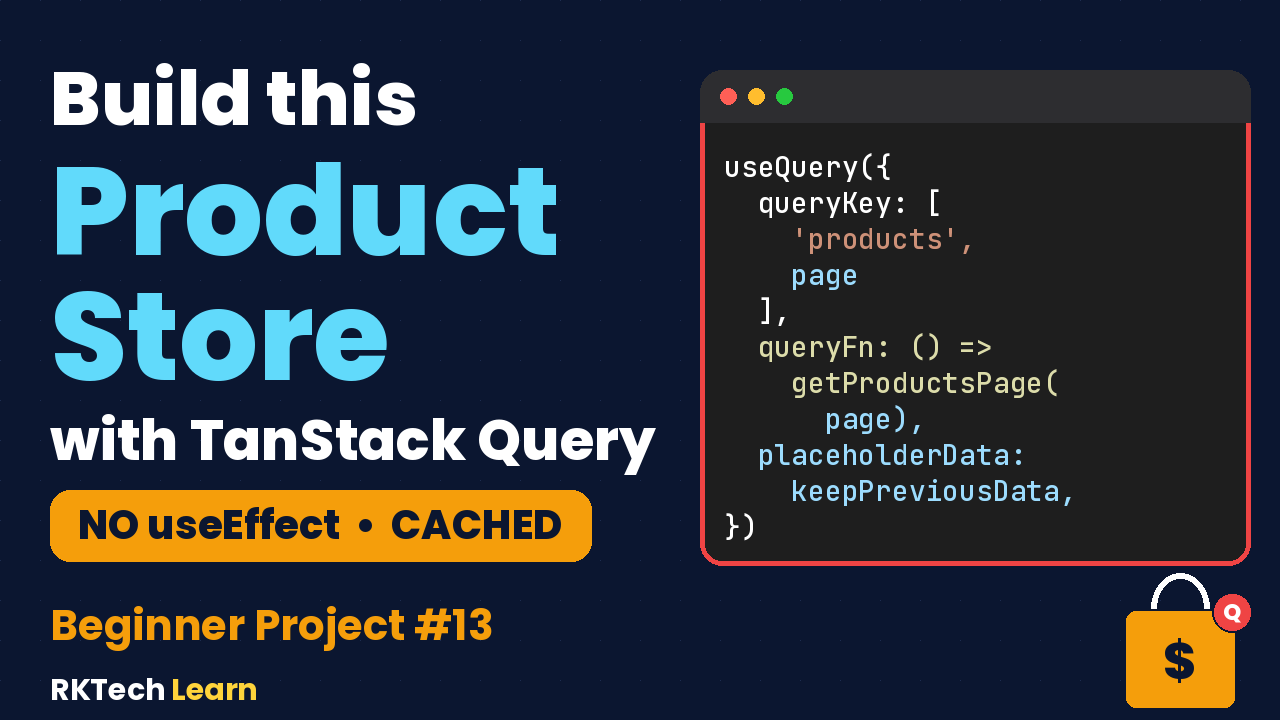 Build this
Product
Store
with TanStack Query
NO useEffect • CACHED
Beginner Project #13
RKTech Learn
useQuery({
  queryKey: [
    'products',
    page
  ],
  queryFn: () =>
    getProductsPage(
      page),
  placeholderData:
    keepPreviousData,
})
Q
$